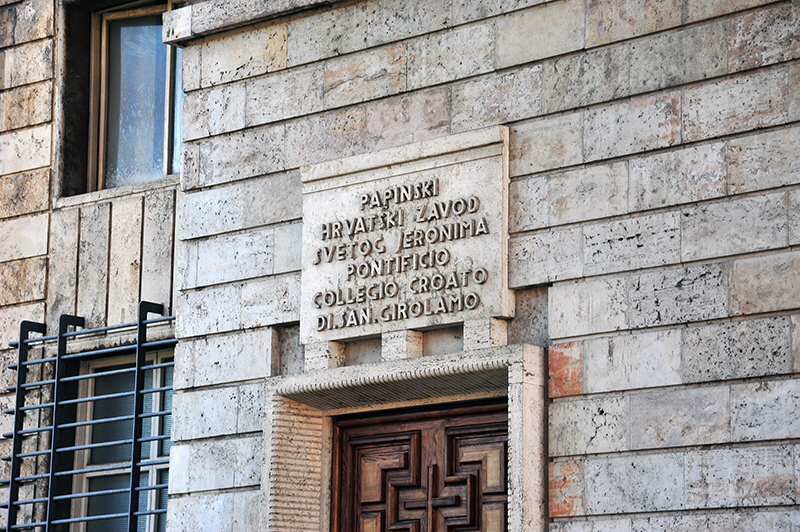 PAPINSKI
HRVATSKI ZAVOD
SVETOG JERONIMA
PONTIFICIO
COLLEGIO CROATO
DI.SAN.GIROLAMO